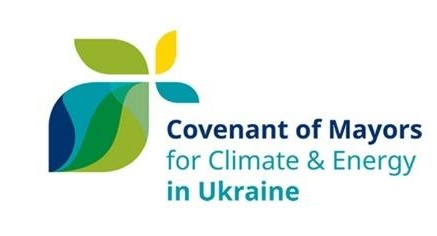 Covenant of Mayors
for Climate & Energy
in Ukraine